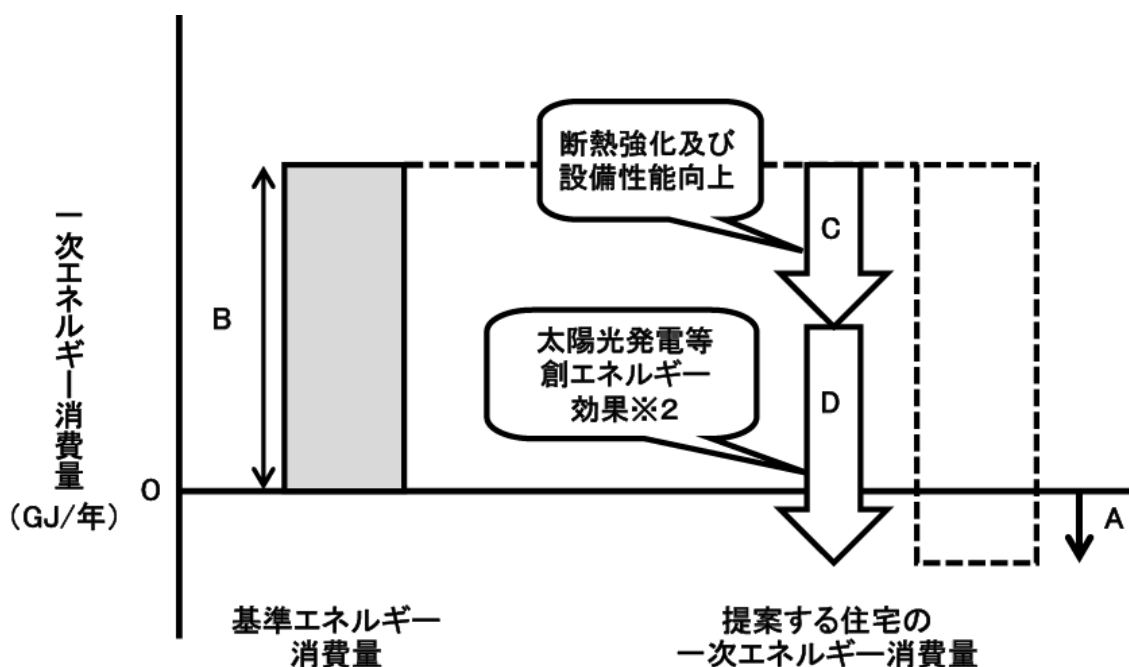 断熱強化及び
設備性能向上
C
一次エネルギー消費量
(GJ/年)
B
太陽光発電等
創エネルギー
効果※2
D
0
A
基準エネルギー
消費量
提案する住宅の
一次エネルギー消費量